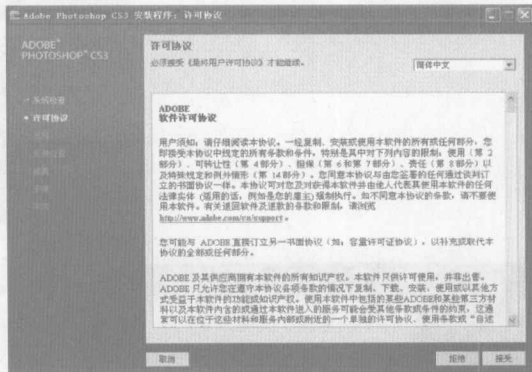 Adobe Photoshop CS3 安装程序: 许可协议
ADOBE®
PHOTOSHOP® CS3
许可协议
必须接受《最终用户许可协议》才能继续。
简体中文
系统检查
许可协议
ADOBE
软件许可协议
用户须知:请仔细阅读本协议。一经复制、安装或使用本软件的所有或任何部分,您
即接受本协议中规定的所有条款和条件,特别是其中对下列内容的限制:使用(第 2
部分)、可转让性(第 4部分)、担保(第 6 和第 7 部分)、责任(第 8部分)以
及特殊规定和例外情形(第 14部分)。您同意本协议与由您签署的任何通过谈判订
立的书面协议一样。本协议可对您及对获得本软件并由他人代表其使用本软件的任何
法律实体(适用的话,例如是您的雇主)强制执行。如不同意本协议的条款,请不要使
用本软件。有关退回软件及退款的条款和限制,请浏览
http://www.adobe.com/cn/support 。
您可能与 ADOBE 直接订立另一书面协议(如:容量许可证协议),以补充或取代本
协议的全部或任何部分。
ADOBE 及其供应商拥有本软件的所有知识产权。本软件只供许可使用,并非出售。
ADOBE 只允许您在遵守本协议各项条款的情况下复制、下载、安装、使用或以其他方
式受益于本软件的功能或知识产权。使用本软件中包括的某些ADOBE和某些第三方材
料以及本软件内含的或通过本软件进入的服务可能会受其他条款或条件的约束,这通
常可以在位于这些材料和服务内部或附近的一个单独的许可协议、使用条款或“自述
取消
拒绝
接受